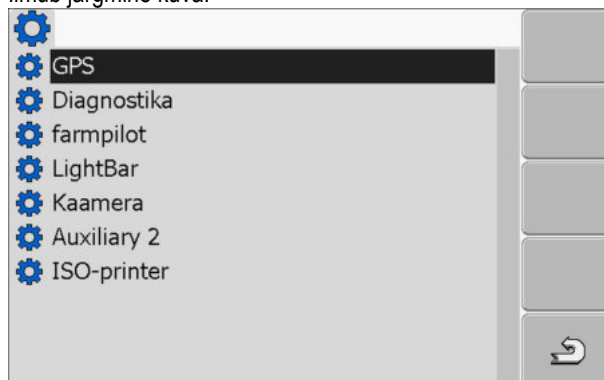 ilmub järgmine kuva:
GPS
Diagnostika
farmpilot
LightBar
Kaamera
Auxiliary 2
ISO-printer